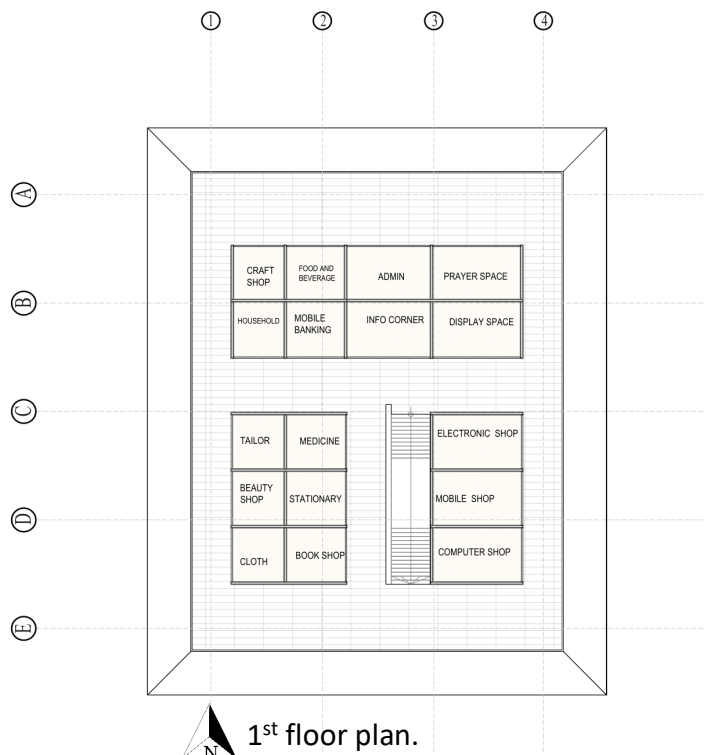 1 2 3 4
A
CRAFT
SHOP
FOOD AND
BEVERAGE
ADMIN
PRAYER SPACE
B
HOUSEHOLD
MOBILE
BANKING
INFO CORNER
DISPLAY SPACE
C
TAILOR
MEDICINE
ELECTRONIC SHOP
BEAUTY
SHOP
STATIONARY
MOBILE SHOP
D
CLOTH
BOOK SHOP
COMPUTER SHOP
E
N
1st floor plan.